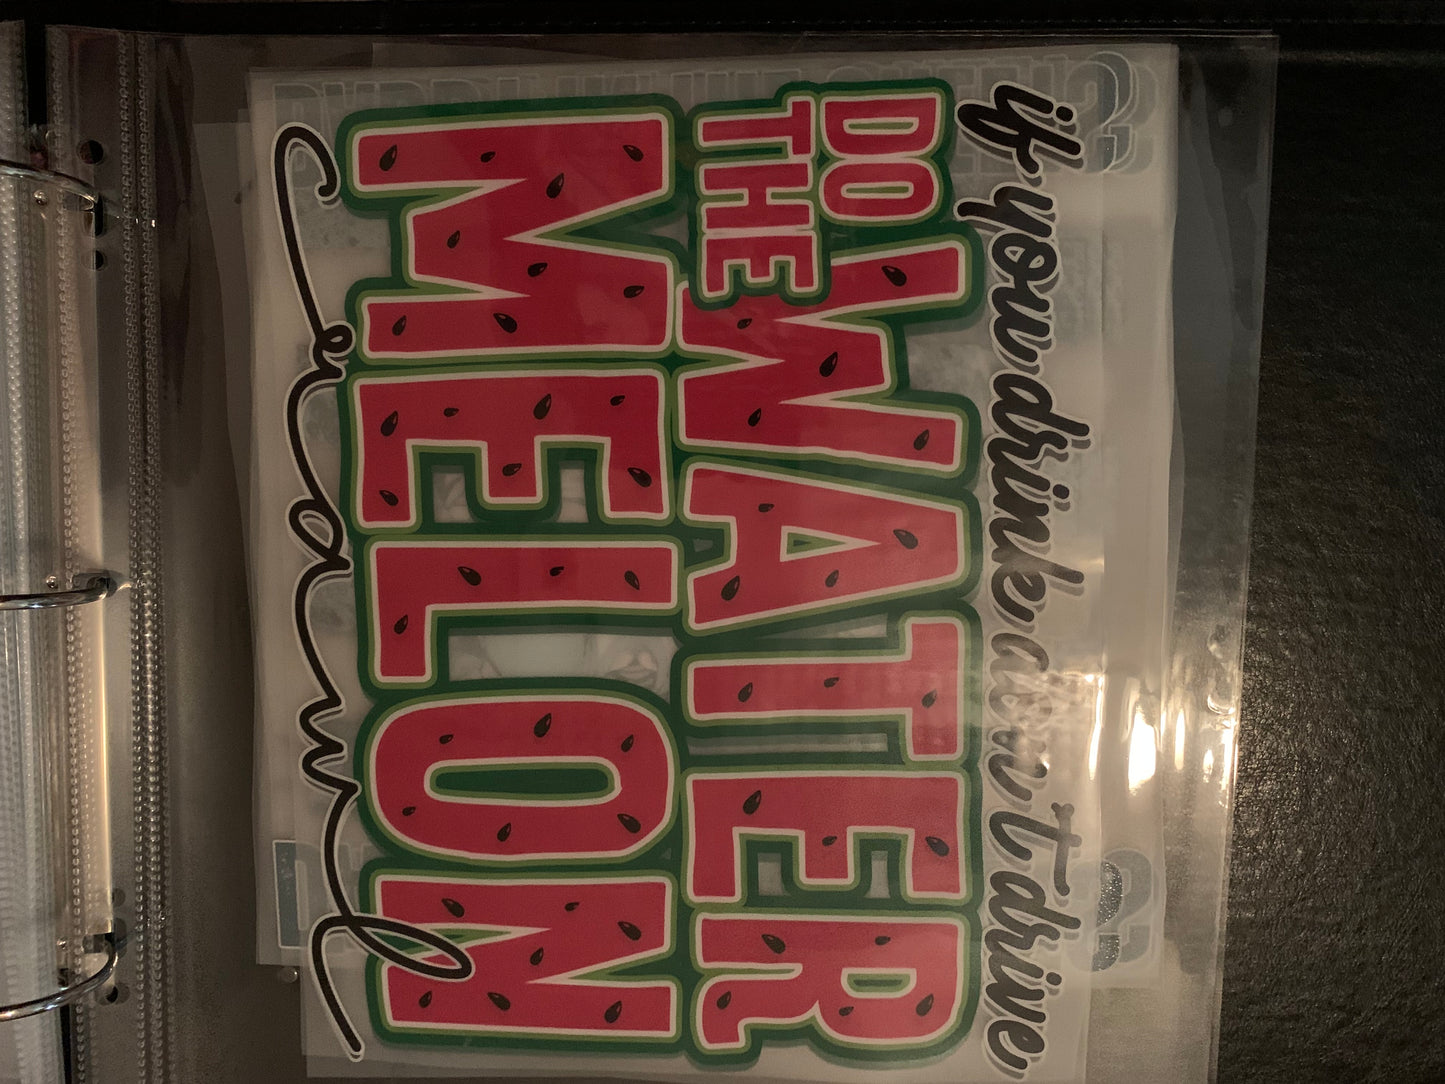 if you drink don't drive
DO
THE WATER
MELON
crawl